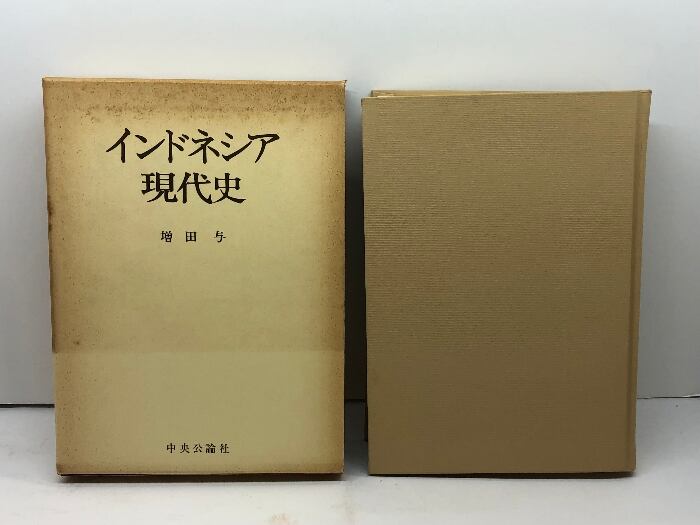 インドネシア
現代史
増田与
中央公論社